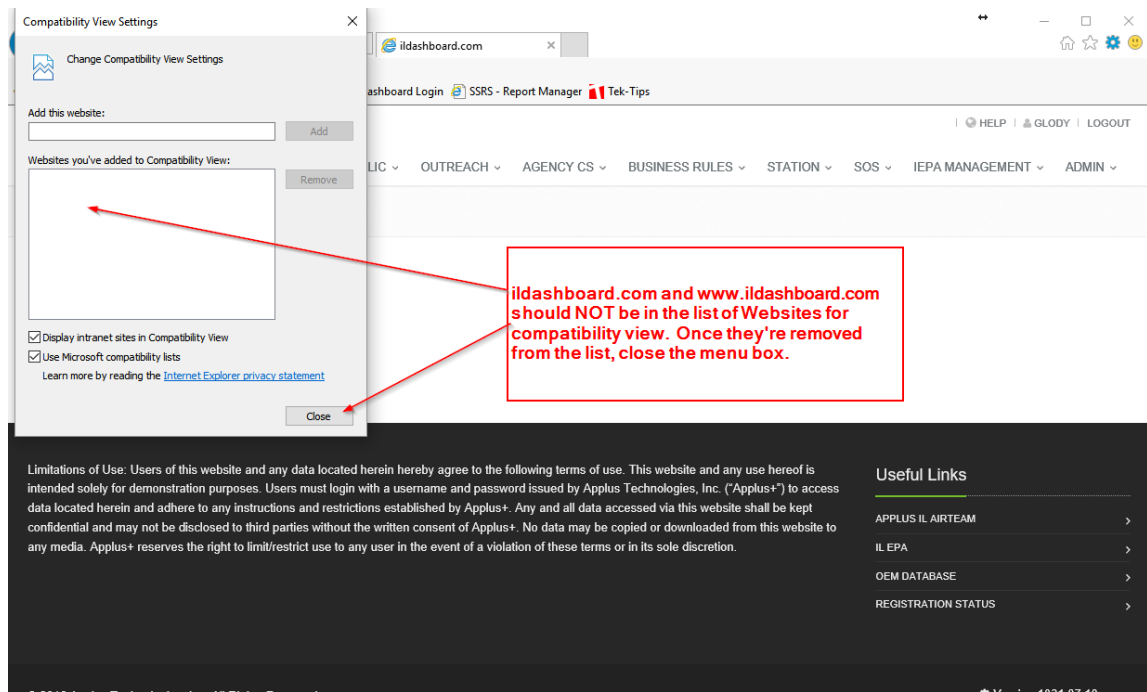 Compatibility View Settings
Change Compatibility View Settings
Add this website:
Add
Websites you've added to Compatibility View:
Remove
Display intranet sites in Compatibility View
Use Microsoft compatibility lists
Learn more by reading the Internet Explorer privacy statement
Close
ildashboard.com
ashboard Login SSRS - Report Manager Tek-Tips
HELP GLODY LOGOUT
LIC OUTREACH AGENCY CS BUSINESS RULES STATION SOS IEPA MANAGEMENT ADMIN
ildashboard.com and www.ildashboard.com
should NOT be in the list of Websites for
compatibility view. Once they're removed
from the list, close the menu box.
Limitations of Use: Users of this website and any data located herein hereby agree to the following terms of use. This website and any use hereof is
intended solely for demonstration purposes. Users must login with a username and password issued by Applus Technologies, Inc. ("Applus+") to access
data located herein and adhere to any instructions and restrictions established by Applus+. Any and all data accessed via this website shall be kept
confidential and may not be disclosed to third parties without the written consent of Applus+. No data may be copied or downloaded from this website to
any media. Applus+ reserves the right to limit/restrict use to any user in the event of a violation of these terms or in its sole discretion.
Useful Links
APPLUS IL AIRTEAM
IL EPA
OEM DATABASE
REGISTRATION STATUS